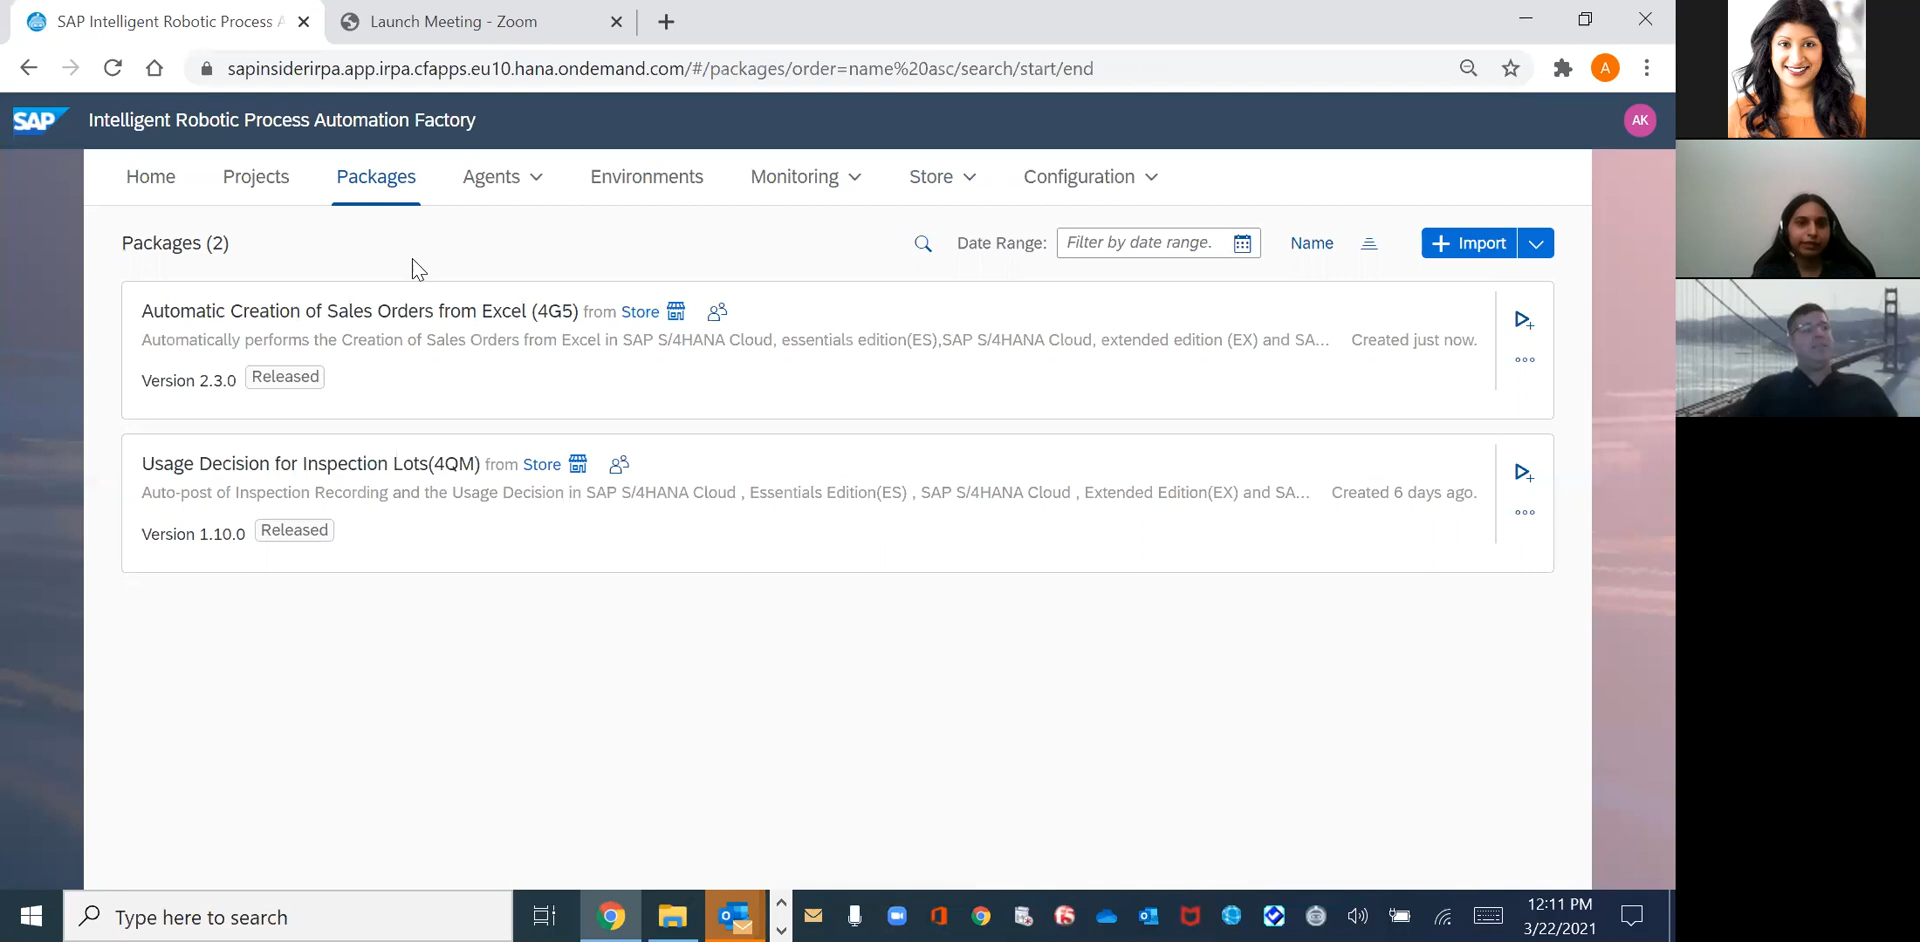 SAP Intelligent Robotic Process A
Launch Meeting - Zoom
sapinsiderirpa.app.irpa.cfapps.eu10.hana.ondemand.com/#/packages/order=name%20asc/search/start/end
A
SAP
Intelligent Robotic Process Automation Factory
AK
Home
Projects
Packages
Agents
Environments
Monitoring
Store
Configuration
Packages (2)
Date Range:
Filter by date range.
Name
Import
Automatic Creation of Sales Orders from Excel (4G5) from Store
Automatically performs the Creation of Sales Orders from Excel in SAP S/4HANA Cloud, essentials edition(ES),SAP S/4HANA Cloud, extended edition (EX) and SA...
Created just now.
Version 2.3.0
Released
Usage Decision for Inspection Lots(4QM) from Store
Auto-post of Inspection Recording and the Usage Decision in SAP S/4HANA Cloud , Essentials Edition(ES) , SAP S/4HANA Cloud , Extended Edition(EX) and SA...
Created 6 days ago.
Version 1.10.0
Released
Type here to search
12:11 PM
3/22/2021